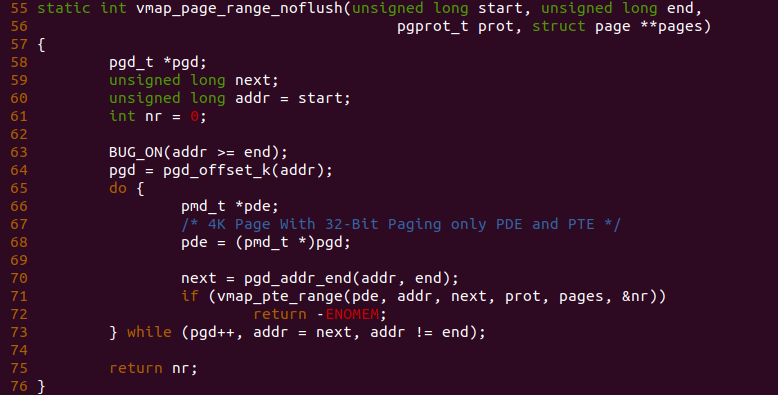 55 static int vmap_page_range_noflush(unsigned long start, unsigned long end,
56                                         pgprot_t prot, struct page **pages)
57 {
58         pgd_t *pgd;
59         unsigned long next;
60         unsigned long addr = start;
61         int nr = 0;
62
63         BUG_ON(addr >= end);
64         pgd = pgd_offset_k(addr);
65         do {
66                 pmd_t *pde;
67                 /* 4K Page With 32-Bit Paging only PDE and PTE */
68                 pde = (pmd_t *)pgd;
69
70                 next = pgd_addr_end(addr, end);
71                 if (vmap_pte_range(pde, addr, next, prot, pages, &nr))
72                         return -ENOMEM;
73         } while (pgd++, addr = next, addr != end);
74
75         return nr;
76 }